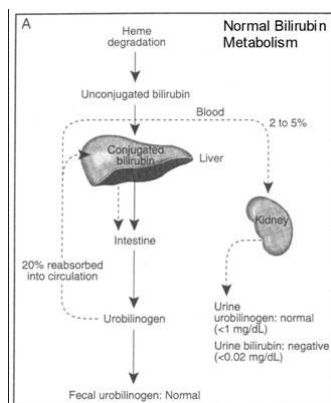 A
Normal Bilirubin
Metabolism
Heme
degradation
Unconjugated bilirubin
Blood
2 to 5%
Conjugated
bilirubin
Liver
Kidney
Intestine
20% reabsorbed
into circulation
Urobilinogen
Urine
urobilinogen: normal
(<1 mg/dL)
Urine bilirubin: negative
(<0.02 mg/dL)
Fecal urobilinogen: Normal